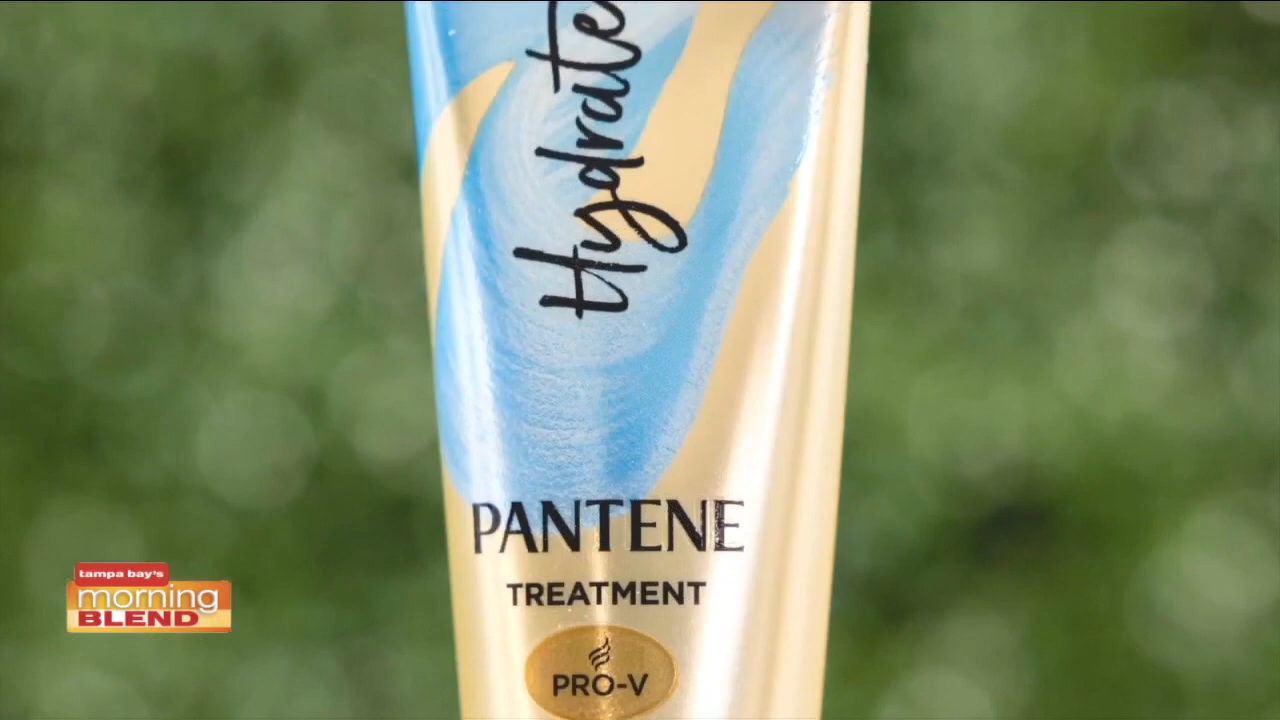 Hydrate
PANTENE
TREATMENT
PRO-V
tampa bay's
morning
BLEND